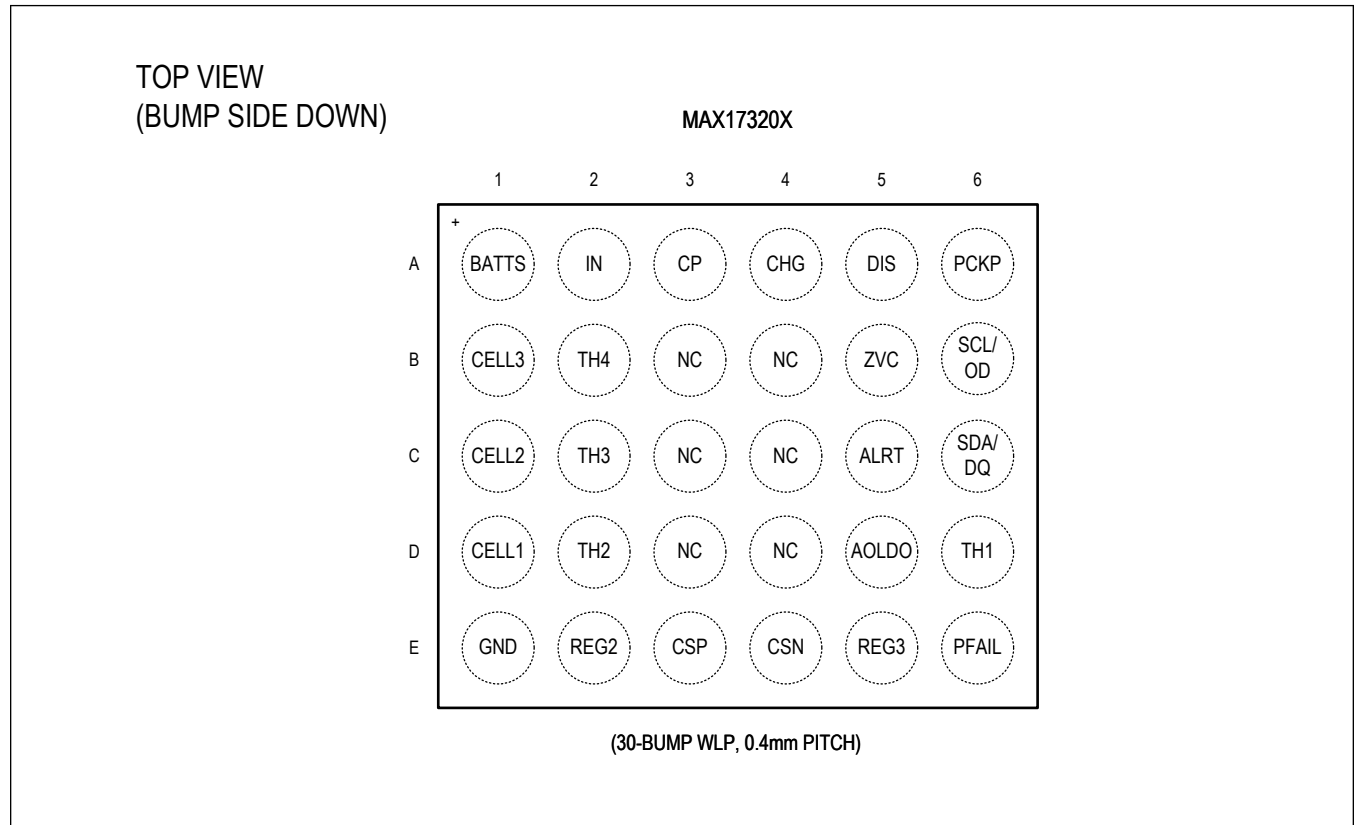 TOP VIEW
(BUMP SIDE DOWN)
MAX17320X
1 2 3 4 5 6
+
A BATTS IN CP CHG DIS PCKP
B CELL3 TH4 NC NC ZVC SCL/
OD
C CELL2 TH3 NC NC ALRT SDA/
DQ
D CELL1 TH2 NC NC AOLDO TH1
E GND REG2 CSP CSN REG3 PFAIL
(30-BUMP WLP, 0.4mm PITCH)